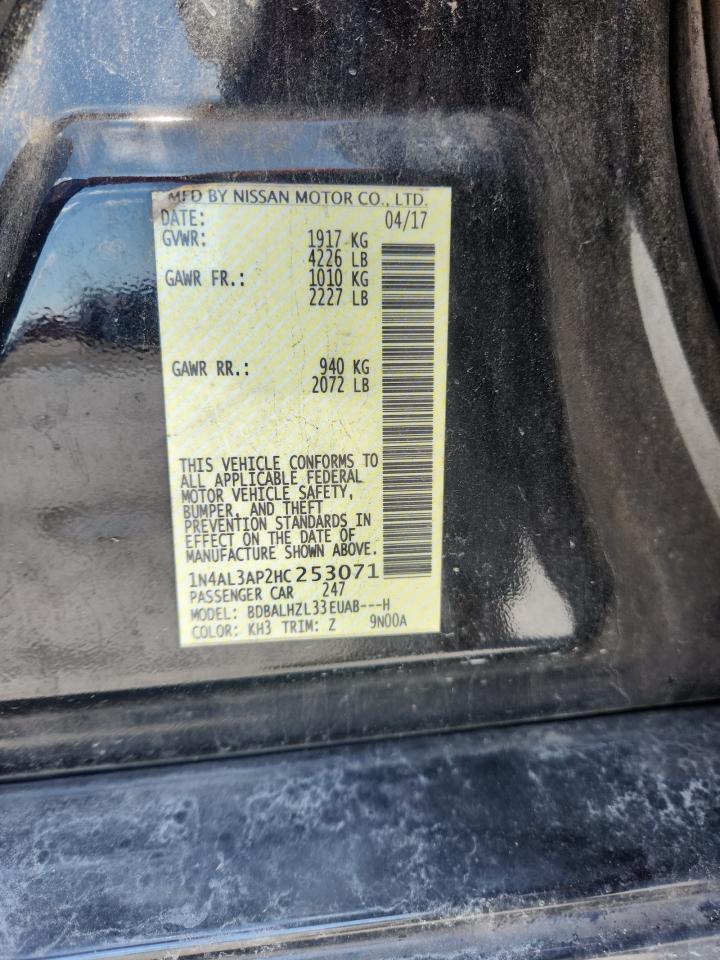 MFD BY NISSAN MOTOR CO., LTD.
DATE: 04/17
GVWR: 1917 KG
4226 LB
GAWR FR.: 1010 KG
2227 LB
GAWR RR.: 940 KG
2072 LB
THIS VEHICLE CONFORMS TO
ALL APPLICABLE FEDERAL
MOTOR VEHICLE SAFETY,
BUMPER, AND THEFT
PREVENTION STANDARDS IN
EFFECT ON THE DATE OF
MANUFACTURE SHOWN ABOVE.
1N4AL3AP2HC253071
PASSENGER CAR 247
MODEL: BDBALHZL33EUAB---H
COLOR: KH3 TRIM: Z 9N00A